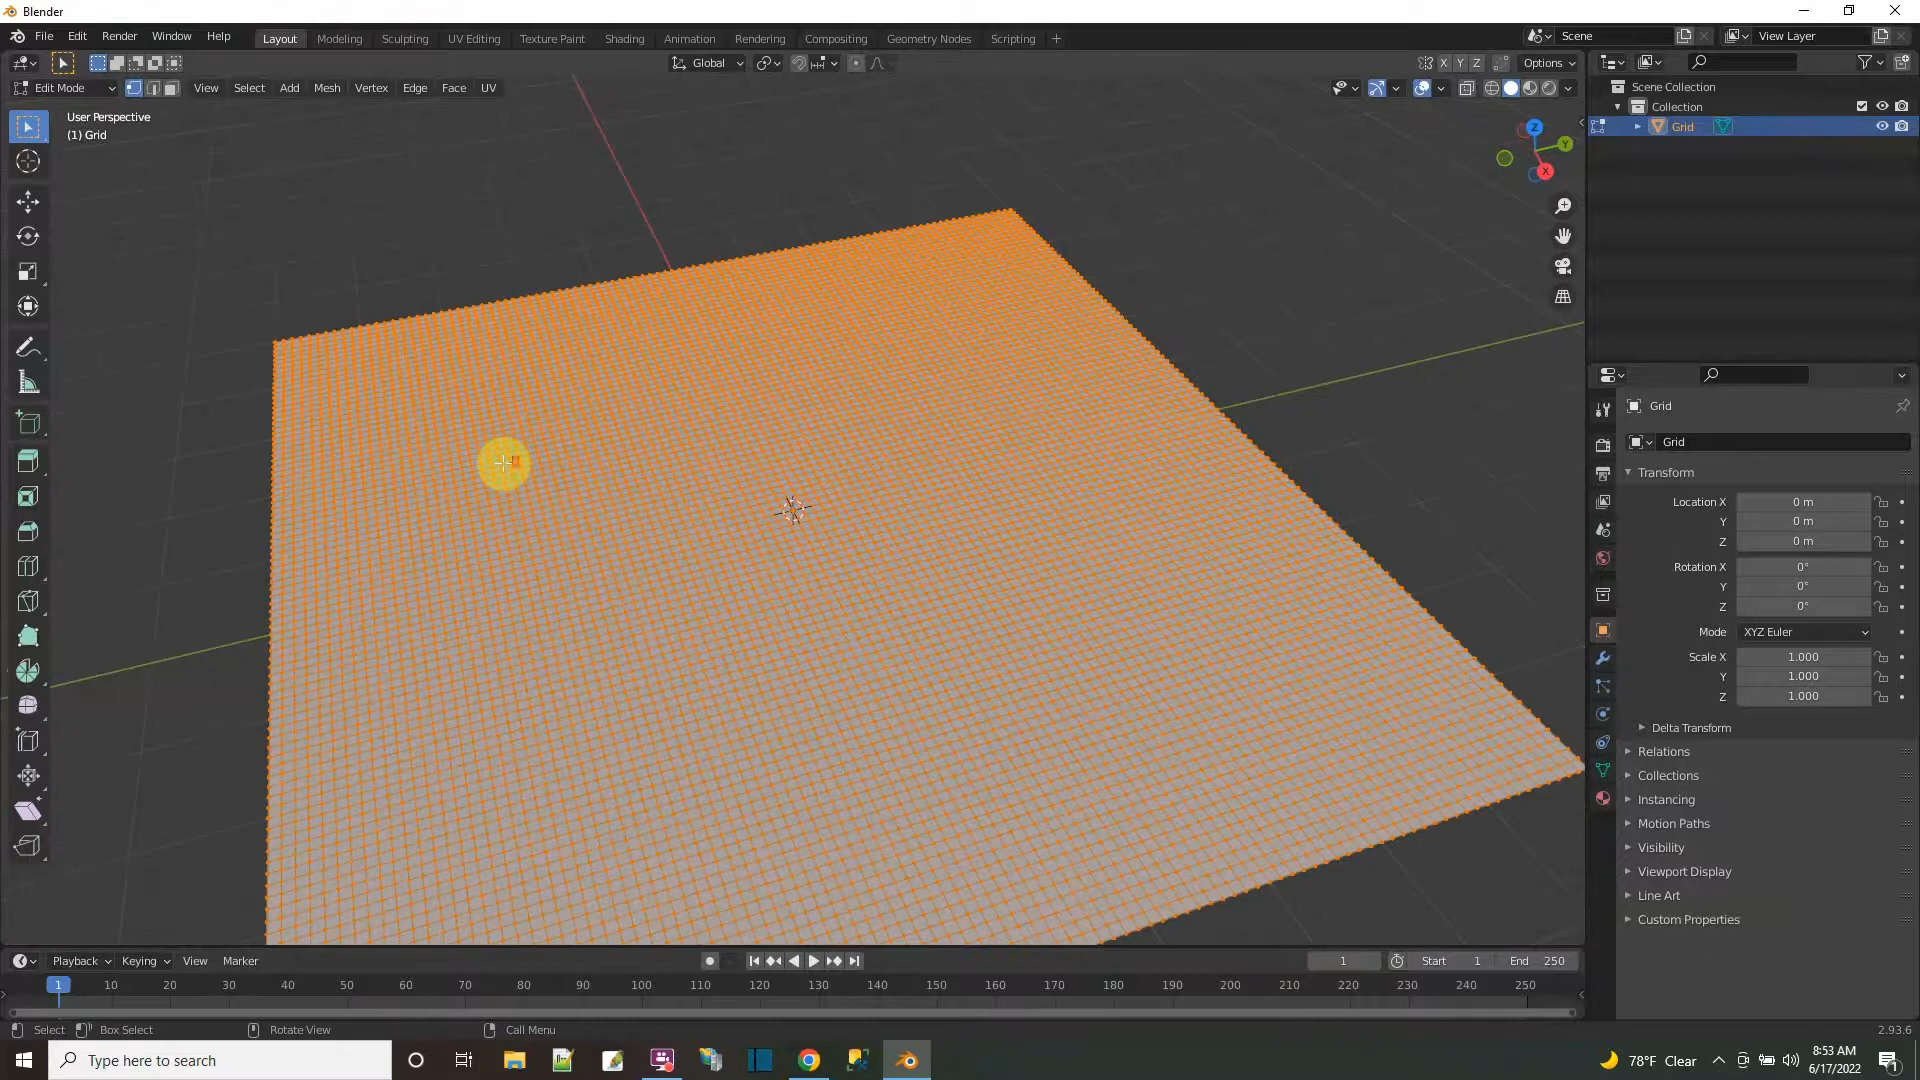 Blender
File Edit Render Window Help
Layout Modeling Sculpting UV Editing Texture Paint Shading Animation Rendering Compositing Geometry Nodes Scripting +
Scene
View Layer
Global
X Y Z
Options
Edit Mode
View Select Add Mesh Vertex Edge Face UV
User Perspective
(1) Grid
Z
Y
X
Scene Collection
Collection
Grid
Grid
Grid
Transform
Location X 0 m
Y 0 m
Z 0 m
Rotation X 0°
Y 0°
Z 0°
Mode XYZ Euler
Scale X 1.000
Y 1.000
Z 1.000
Delta Transform
Relations
Collections
Instancing
Motion Paths
Visibility
Viewport Display
Line Art
Custom Properties
Playback Keying View Marker
1
Start 1
End 250
1 10 20 30 40 50 60 70 80 90 100 110 120 130 140 150 160 170 180 190 200 210 220 230 240 250
Select Box Select Rotate View Call Menu
2.93.6
Type here to search
78°F Clear
8:53 AM
6/17/2022
1